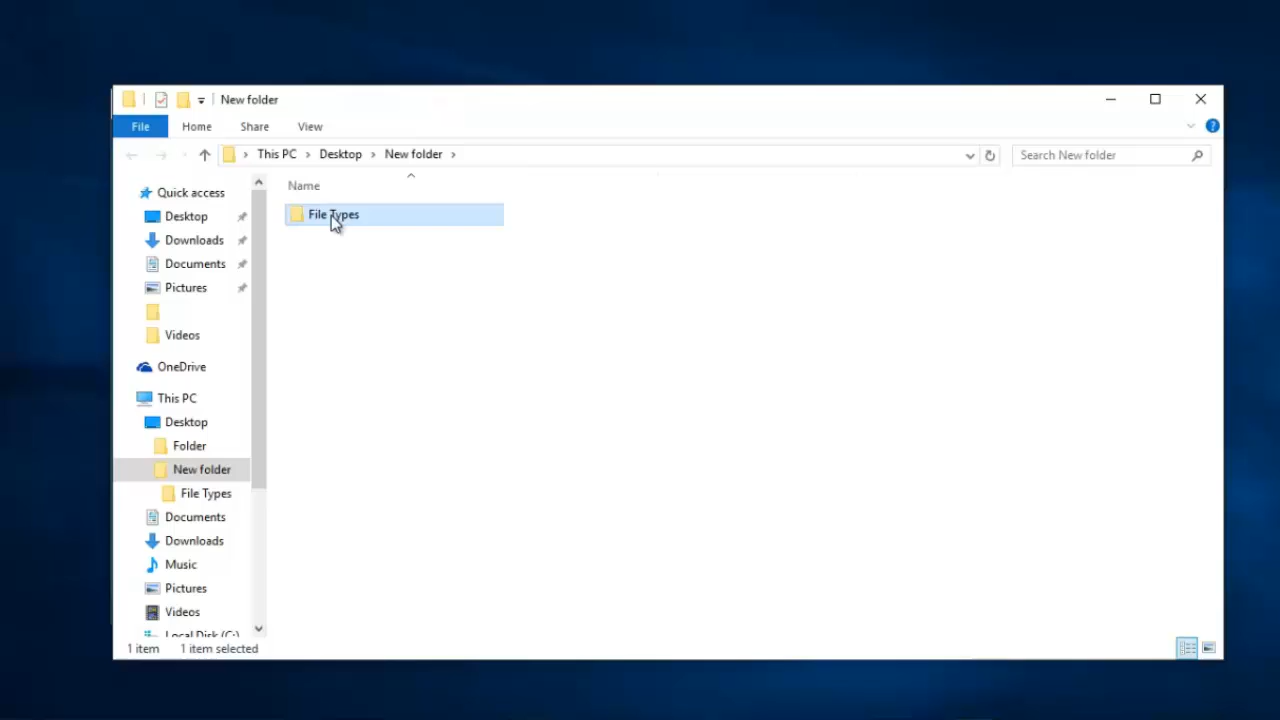 New folder
File Home Share View
This PC Desktop New folder Search New folder
Name
File Types
Quick access
Desktop
Downloads
Documents
Pictures
Videos
OneDrive
This PC
Desktop
Folder
New folder
File Types
Documents
Downloads
Music
Pictures
Videos
Local Disk (C:)
1 item 1 item selected